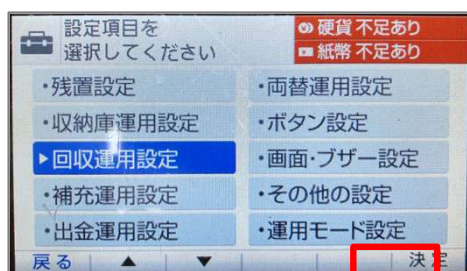 設定項目を
選択してください
硬貨 不足あり
紙幣 不足あり
・残置設定
・収納庫運用設定
▶回収運用設定
・補充運用設定
・出金運用設定
・両替運用設定
・ボタン設定
・画面・ブザー設定
・その他の設定
・運用モード設定
戻る ▲ ▼ 決定